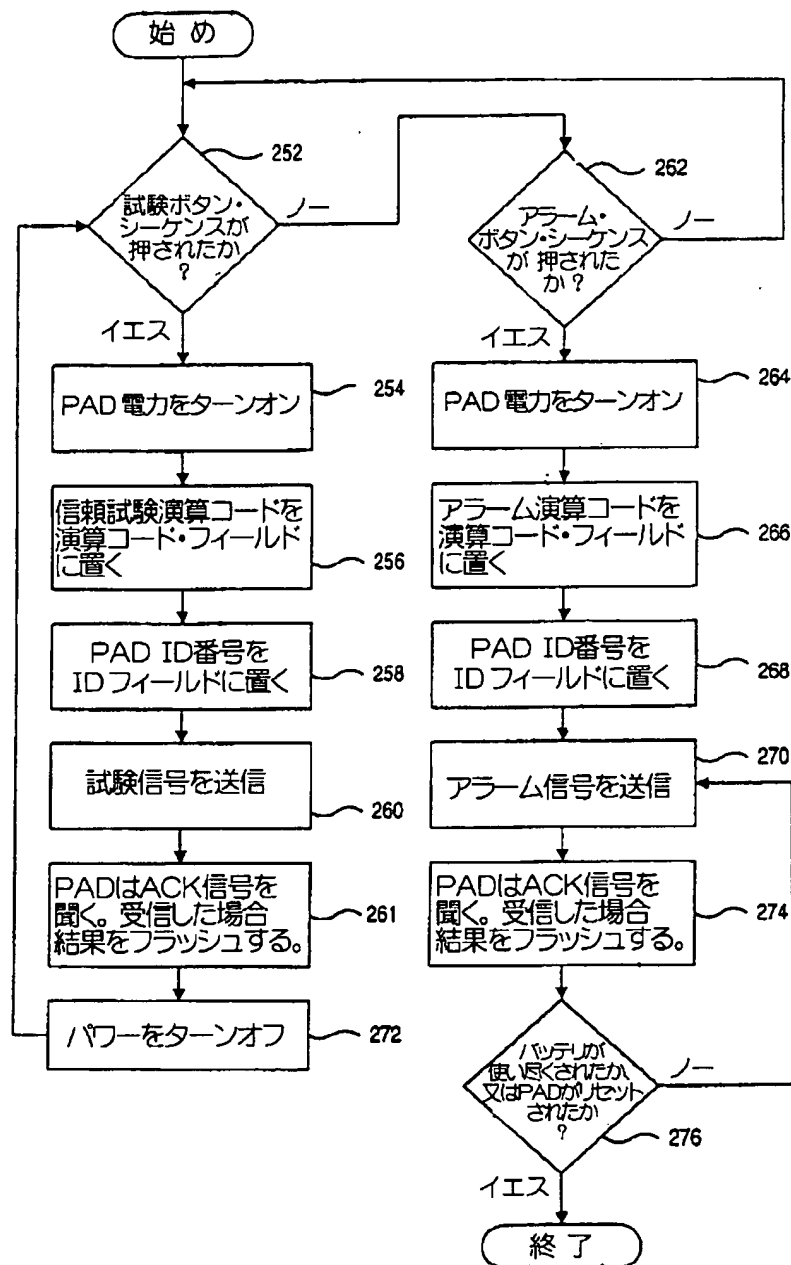 始め
252
試験ボタン・
シーケンスが
押されたか
?
ノー
イエス
PAD電力をターンオン
254
信頼試験演算コードを
演算コード・フィールド
に置く
256
PAD ID番号を
IDフィールドに置く
258
試験信号を送信
260
PADはACK信号を
聞く。受信した場合
結果をフラッシュする。
261
パワーをターンオフ
272
262
アラーム・
ボタン・シーケンス
が押された
か?
ノー
イエス
PAD電力をターンオン
264
アラーム演算コードを
演算コード・フィールド
に置く
266
PAD ID番号を
IDフィールドに置く
268
アラーム信号を送信
270
PADはACK信号を
聞く。受信した場合
結果をフラッシュする。
274
バッテリが
使い尽くされたか、
又はPADがリセット
されたか
?
ノー
276
イエス
終了